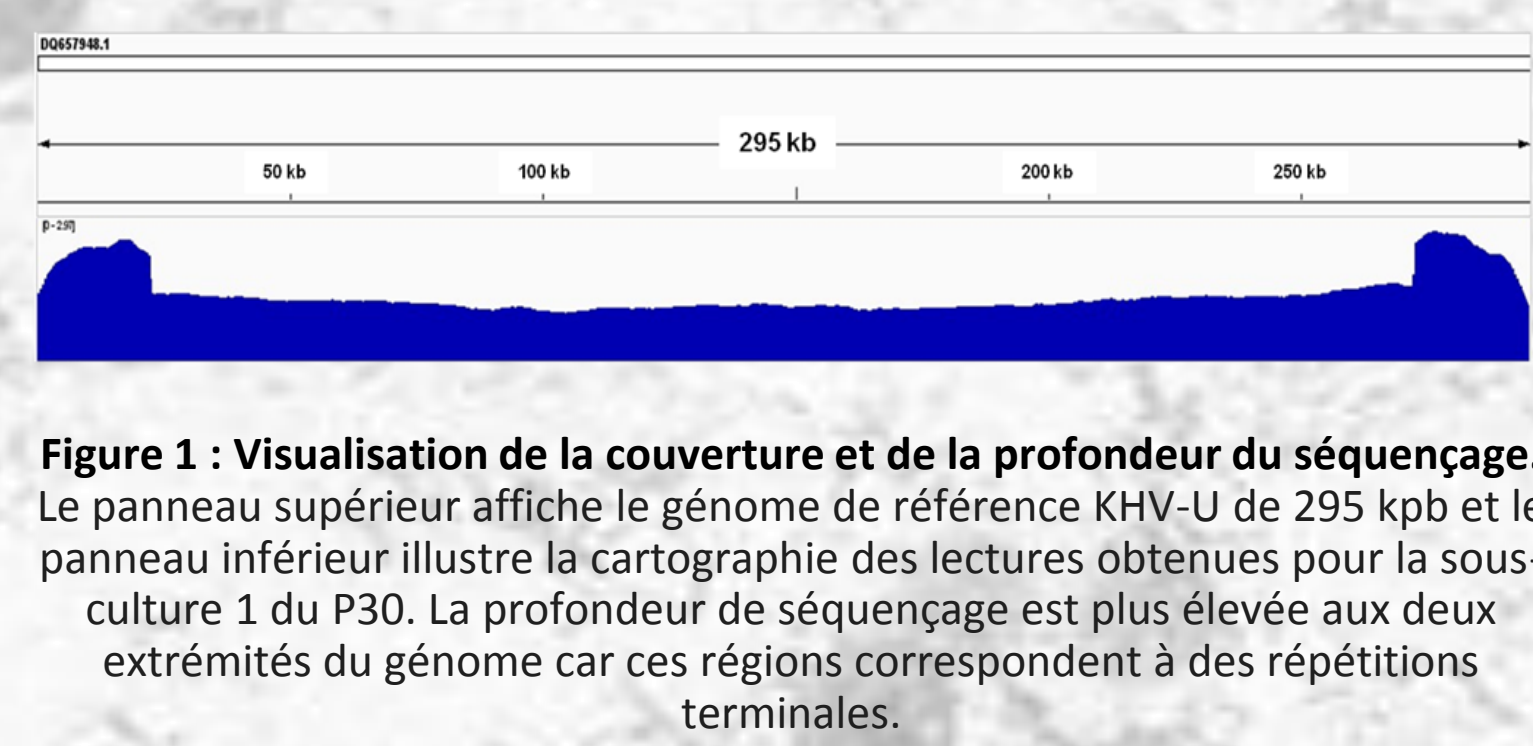 DQ657948.1
295 kb
50 kb 100 kb 200 kb 250 kb
[0 - 297]
Figure 1 : Visualisation de la couverture et de la profondeur du séquençage.
Le panneau supérieur affiche le génome de référence KHV-U de 295 kpb et le
panneau inférieur illustre la cartographie des lectures obtenues pour la sous-
culture 1 du P30. La profondeur de séquençage est plus élevée aux deux
extrémités du génome car ces régions correspondent à des répétitions
terminales.